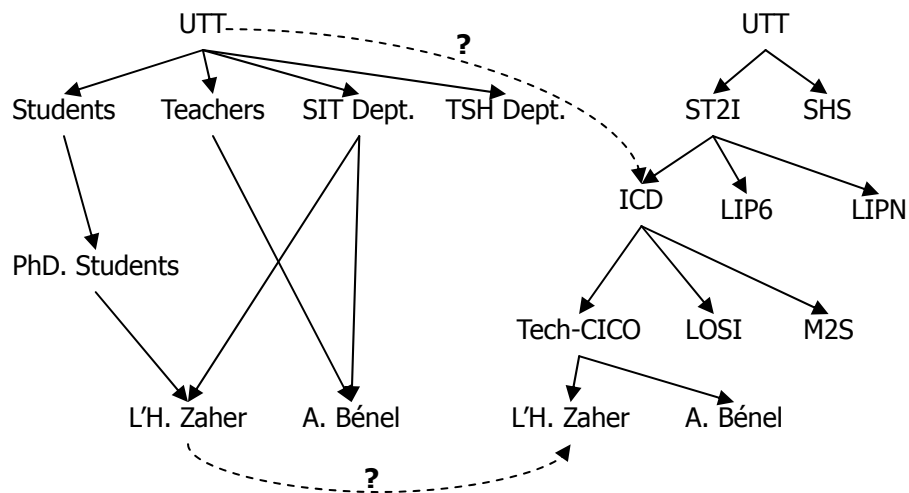 UTT
UTT
?
Students
Teachers
SIT Dept.
TSH Dept.
ST2I
SHS
ICD
LIP6
LIPN
PhD. Students
Tech-CICO
LOSI
M2S
L'H. Zaher
A. Bénel
L'H. Zaher
A. Bénel
?